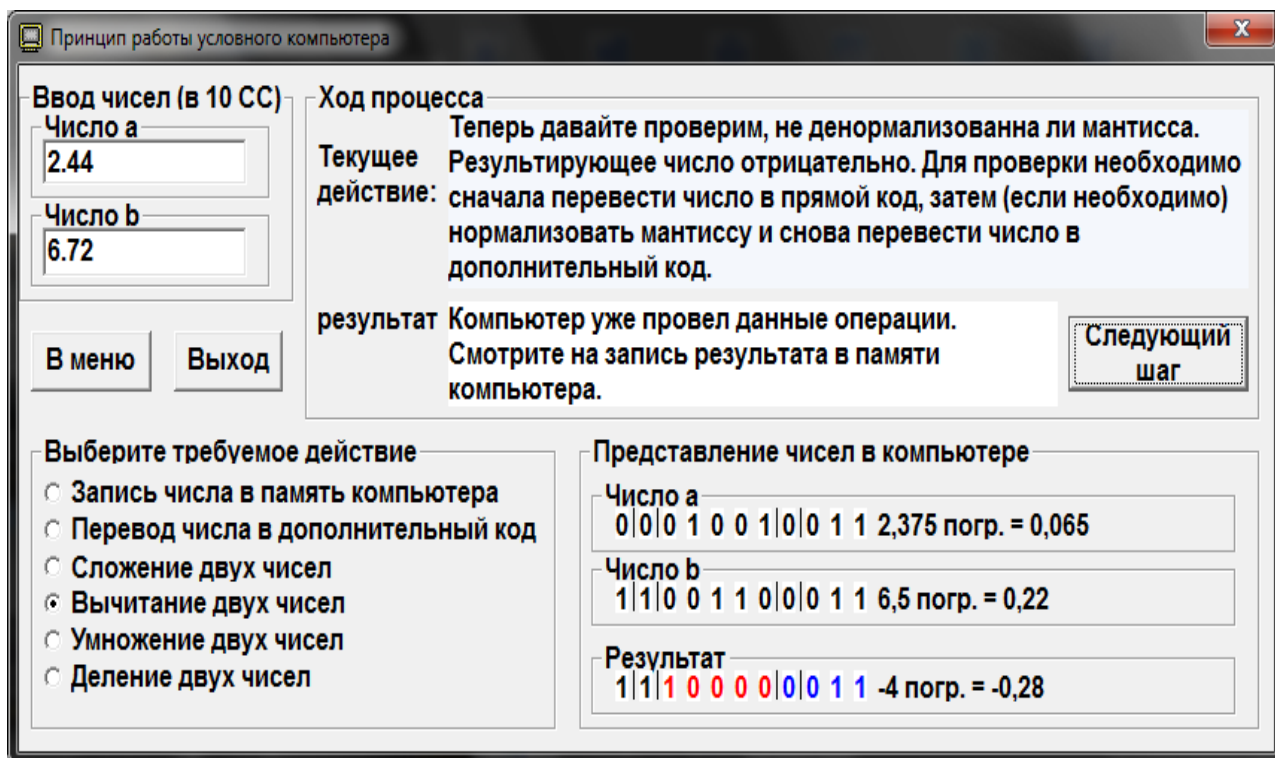 Принцип работы условного компьютера
X
Ввод чисел (в 10 СС)
Число a
2.44
Число b
6.72
В меню
Выход
Ход процесса
Текущее
действие:
Теперь давайте проверим, не денормализованна ли мантисса.
Результирующее число отрицательно. Для проверки необходимо
сначала перевести число в прямой код, затем (если необходимо)
нормализовать мантиссу и снова перевести число в
дополнительный код.
результат
Компьютер уже провел данные операции.
Смотрите на запись результата в памяти
компьютера.
Следующий
шаг
Выберите требуемое действие
Запись числа в память компьютера
Перевод числа в дополнительный код
Сложение двух чисел
Вычитание двух чисел
Умножение двух чисел
Деление двух чисел
Представление чисел в компьютере
Число a
0|0|0 1 0 0 1|0|0 1 1 2,375 погр. = 0,065
Число b
1|1|0 0 1 1 0|0|0 1 1 6,5 погр. = 0,22
Результат
1|1|1 0 0 0 0|0|0 1 1 -4 погр. = -0,28